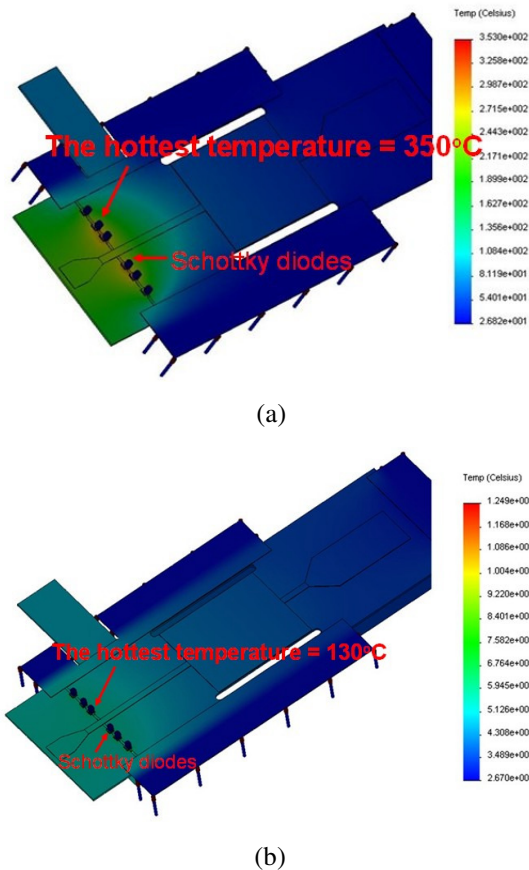 Temp (Celsius)
3.530e+002
3.258e+002
2.987e+002
2.715e+002
2.443e+002
2.171e+002
1.899e+002
1.627e+002
1.356e+002
1.084e+002
8.119e+001
5.401e+001
2.682e+001
The hottest temperature = 350°C
Schottky diodes
(a)
Temp (Celsius)
1.249e+00
1.168e+00
1.086e+00
1.004e+00
9.220e+00
8.401e+00
7.582e+00
6.764e+00
5.945e+00
5.126e+00
4.308e+00
3.489e+00
2.670e+00
The hottest temperature = 130°C
Schottky diodes
(b)